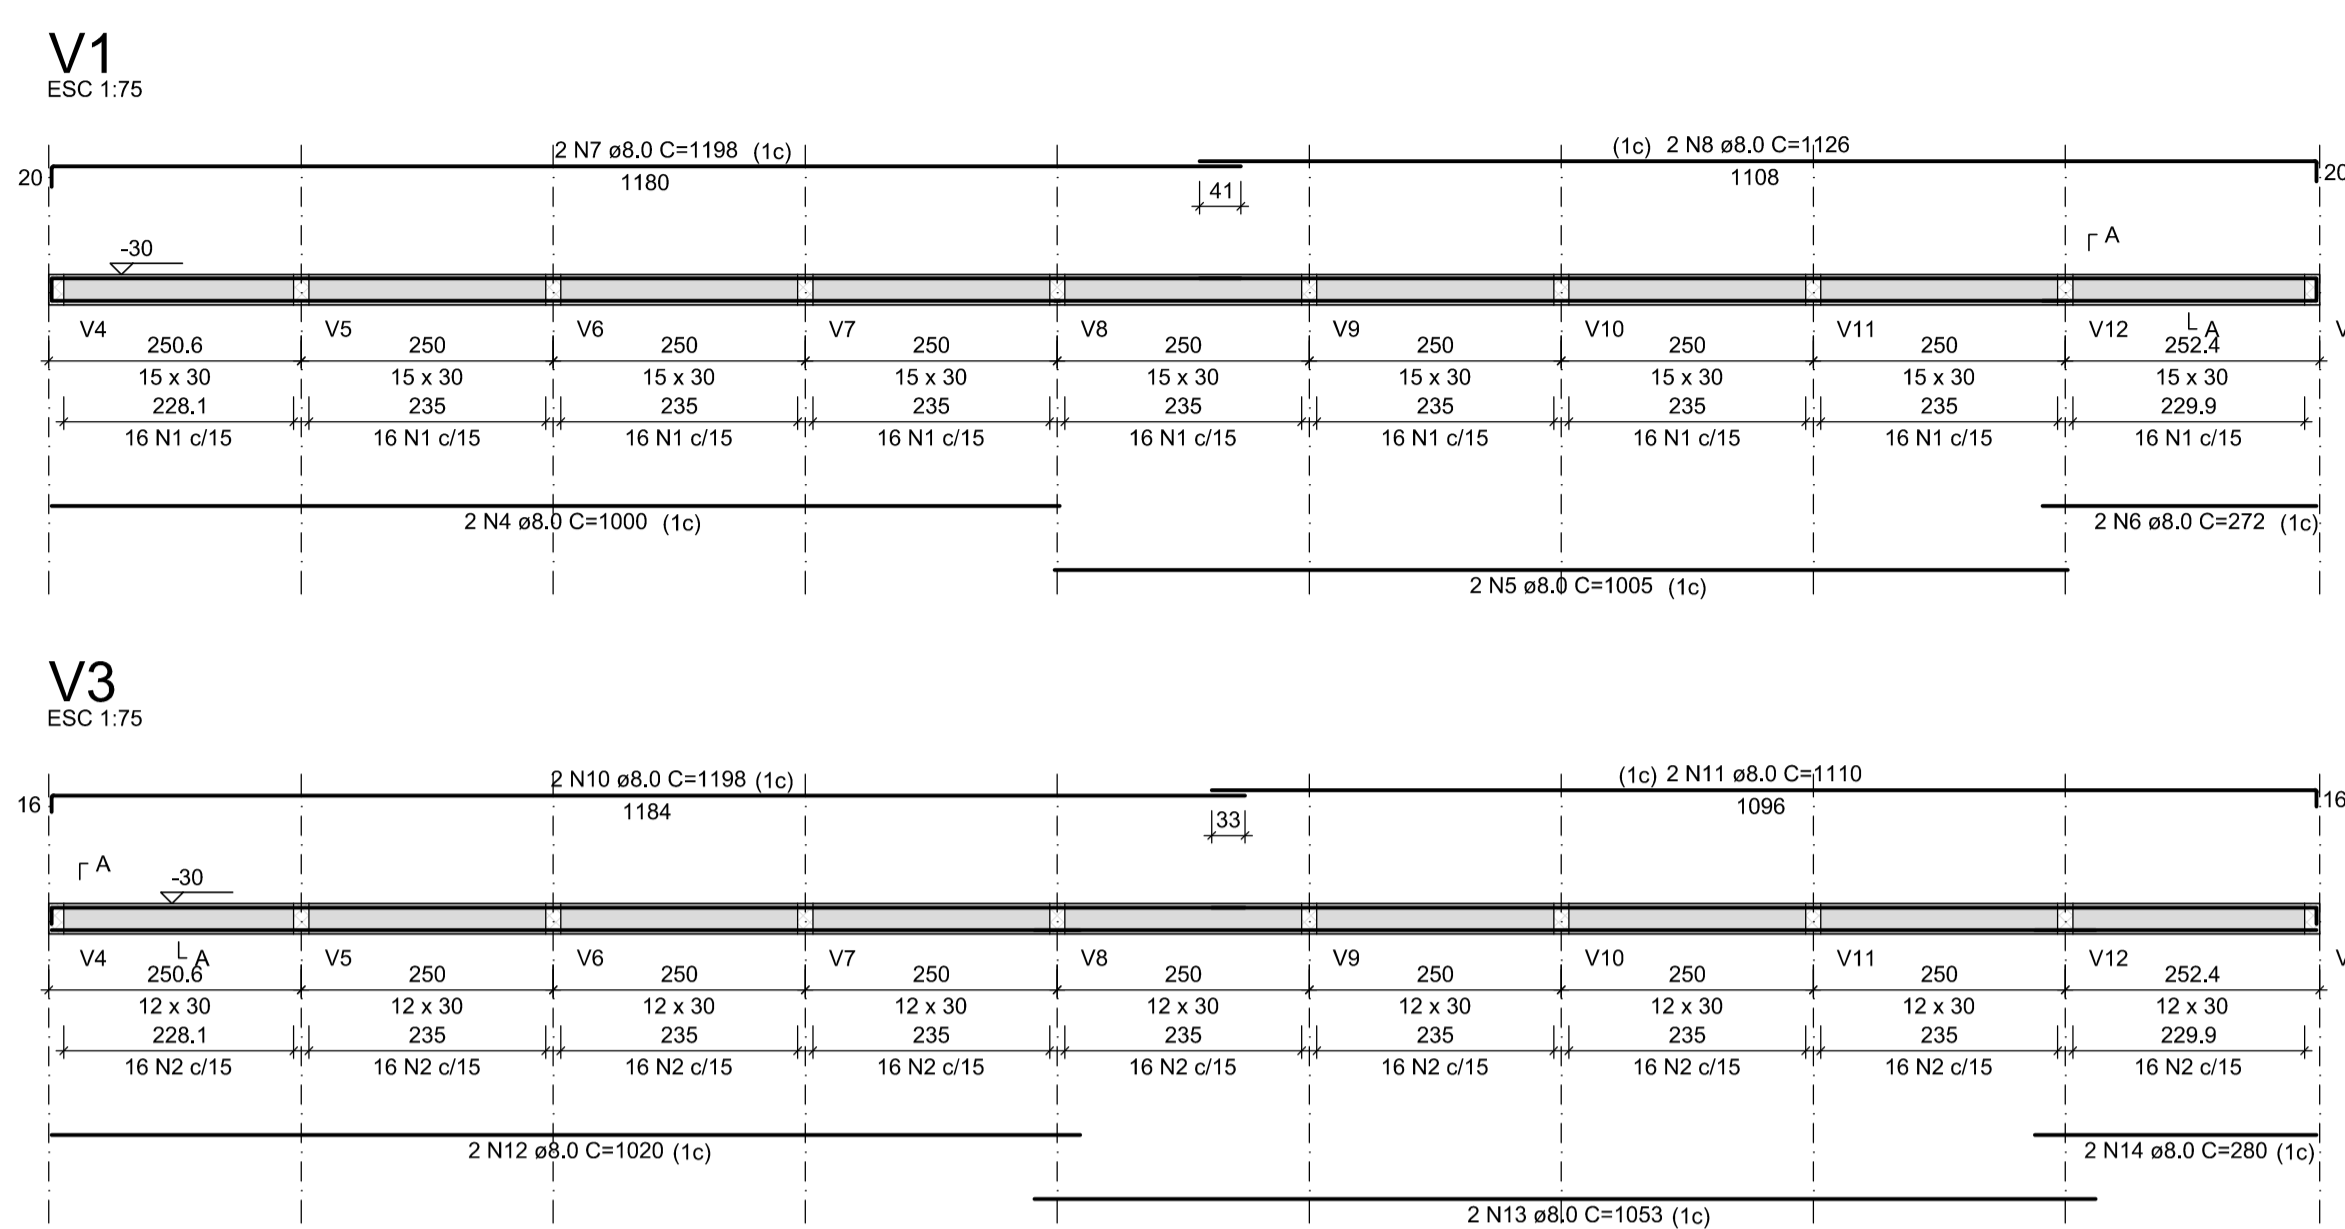 V1
ESC 1:75
2 N7 ø8.0 C=1198 (1c) (1c) 2 N8 ø8.0 C=1126
20 1180 41 1108 20
-30 A
V4 V5 V6 V7 V8 V9 V10 V11 V12 A V
250.6 250 250 250 250 250 250 250 252.4
15 x 30 15 x 30 15 x 30 15 x 30 15 x 30 15 x 30 15 x 30 15 x 30 15 x 30
228.1 235 235 235 235 235 235 235 229.9
16 N1 c/15 16 N1 c/15 16 N1 c/15 16 N1 c/15 16 N1 c/15 16 N1 c/15 16 N1 c/15 16 N1 c/15 16 N1 c/15
2 N4 ø8.0 C=1000 (1c) 2 N6 ø8.0 C=272 (1c)
2 N5 ø8.0 C=1005 (1c)
V3
ESC 1:75
2 N10 ø8.0 C=1198 (1c) (1c) 2 N11 ø8.0 C=1110
16 1184 33 1096 16
A -30
V4 A V5 V6 V7 V8 V9 V10 V11 V12 V
250.6 250 250 250 250 250 250 250 252.4
12 x 30 12 x 30 12 x 30 12 x 30 12 x 30 12 x 30 12 x 30 12 x 30 12 x 30
228.1 235 235 235 235 235 235 235 229.9
16 N2 c/15 16 N2 c/15 16 N2 c/15 16 N2 c/15 16 N2 c/15 16 N2 c/15 16 N2 c/15 16 N2 c/15 16 N2 c/15
2 N12 ø8.0 C=1020 (1c) 2 N14 ø8.0 C=280 (1c)
2 N13 ø8.0 C=1053 (1c)